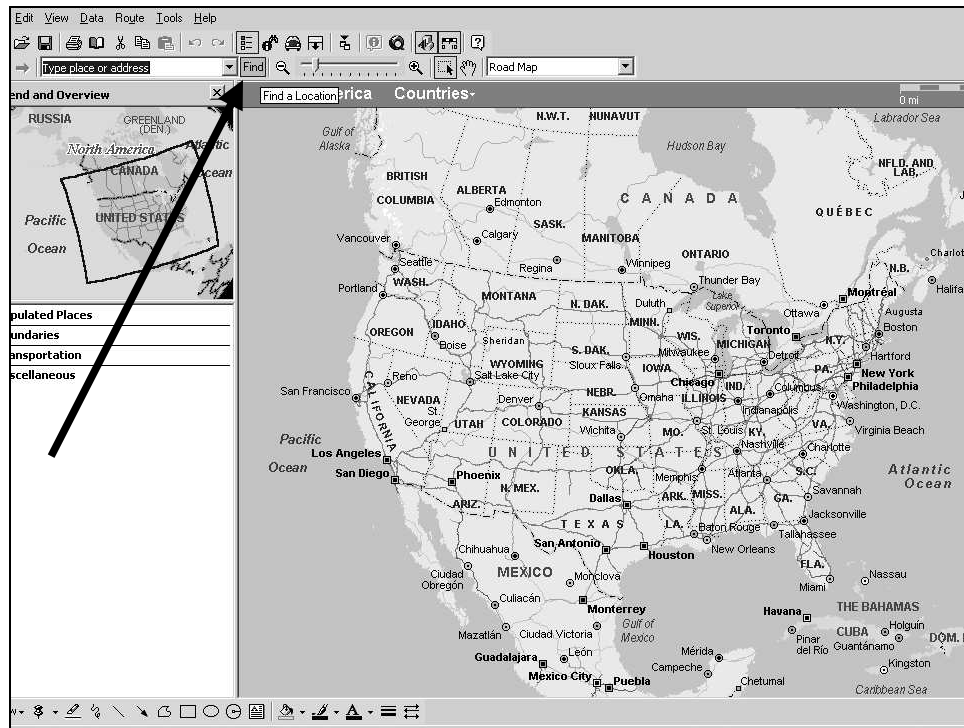 Edit View Data Route Tools Help
Type place or address Find Road Map
end and Overview
Find a Location
erica Countries
0 mi
RUSSIA
GREENLAND
(DEN.)
North America
Atlantic
Ocean
CANADA
Pacific
Ocean
UNITED STATES
pulated Places
undaries
ansportation
scellaneous
N.W.T. NUNAVUT
Labrador Sea
Gulf of
Alaska
Hudson Bay
NFLD. AND
LAB.
BRITISH
COLUMBIA
ALBERTA
Edmonton
CANADA
QUÉBEC
SASK.
Calgary
MANITOBA
Vancouver
ONTARIO
Charlot
Seattle
Regina
Winnipeg
N.B.
WASH.
Thunder Bay
Halifa
Portland
MONTANA
N. DAK.
Duluth
Lake
Superior
Montréal
Ottawa
Augusta
MINN.
OREGON
IDAHO
Boise
Sheridan
WIS.
MICHIGAN
Toronto
N.Y.
Boston
S. DAK.
Milwaukee
Detroit
Hartford
WYOMING
Sioux Falls
IOWA
PA.
New York
Reno
Salt Lake City
Chicago
IND.
Columbus
Philadelphia
San Francisco
NEVADA
Denver
NEBR.
Omaha
ILLINOIS
Indianapolis
Washington, D.C.
CALIFORNIA
St.
George
UTAH
COLORADO
KANSAS
Wichita
MO.
St. Louis
KY.
VA.
Virginia Beach
Pacific
Ocean
Los Angeles
UNITED STATES
Nashville
Charlotte
San Diego
Phoenix
OKLA.
Memphis
Atlanta
S.C.
Atlantic
Ocean
N. MEX.
ARIZ.
Dallas
ARK.
MISS.
ALA.
GA.
Savannah
TEXAS
LA.
Baton Rouge
Jacksonville
Tallahassee
Chihuahua
San Antonio
Houston
New Orleans
Ciudad
Obregón
MEXICO
Monclova
FLA.
Miami
Nassau
Culiacán
Monterrey
Havana
THE BAHAMAS
Mazatlán
Ciudad Victoria
Gulf of
Mexico
Pinar
del Río
CUBA
Holguín
Guantánamo
DOM.
Guadalajara
León
Mérida
Mexico City
Puebla
Campeche
Kingston
Chetumal
Caribbean Sea